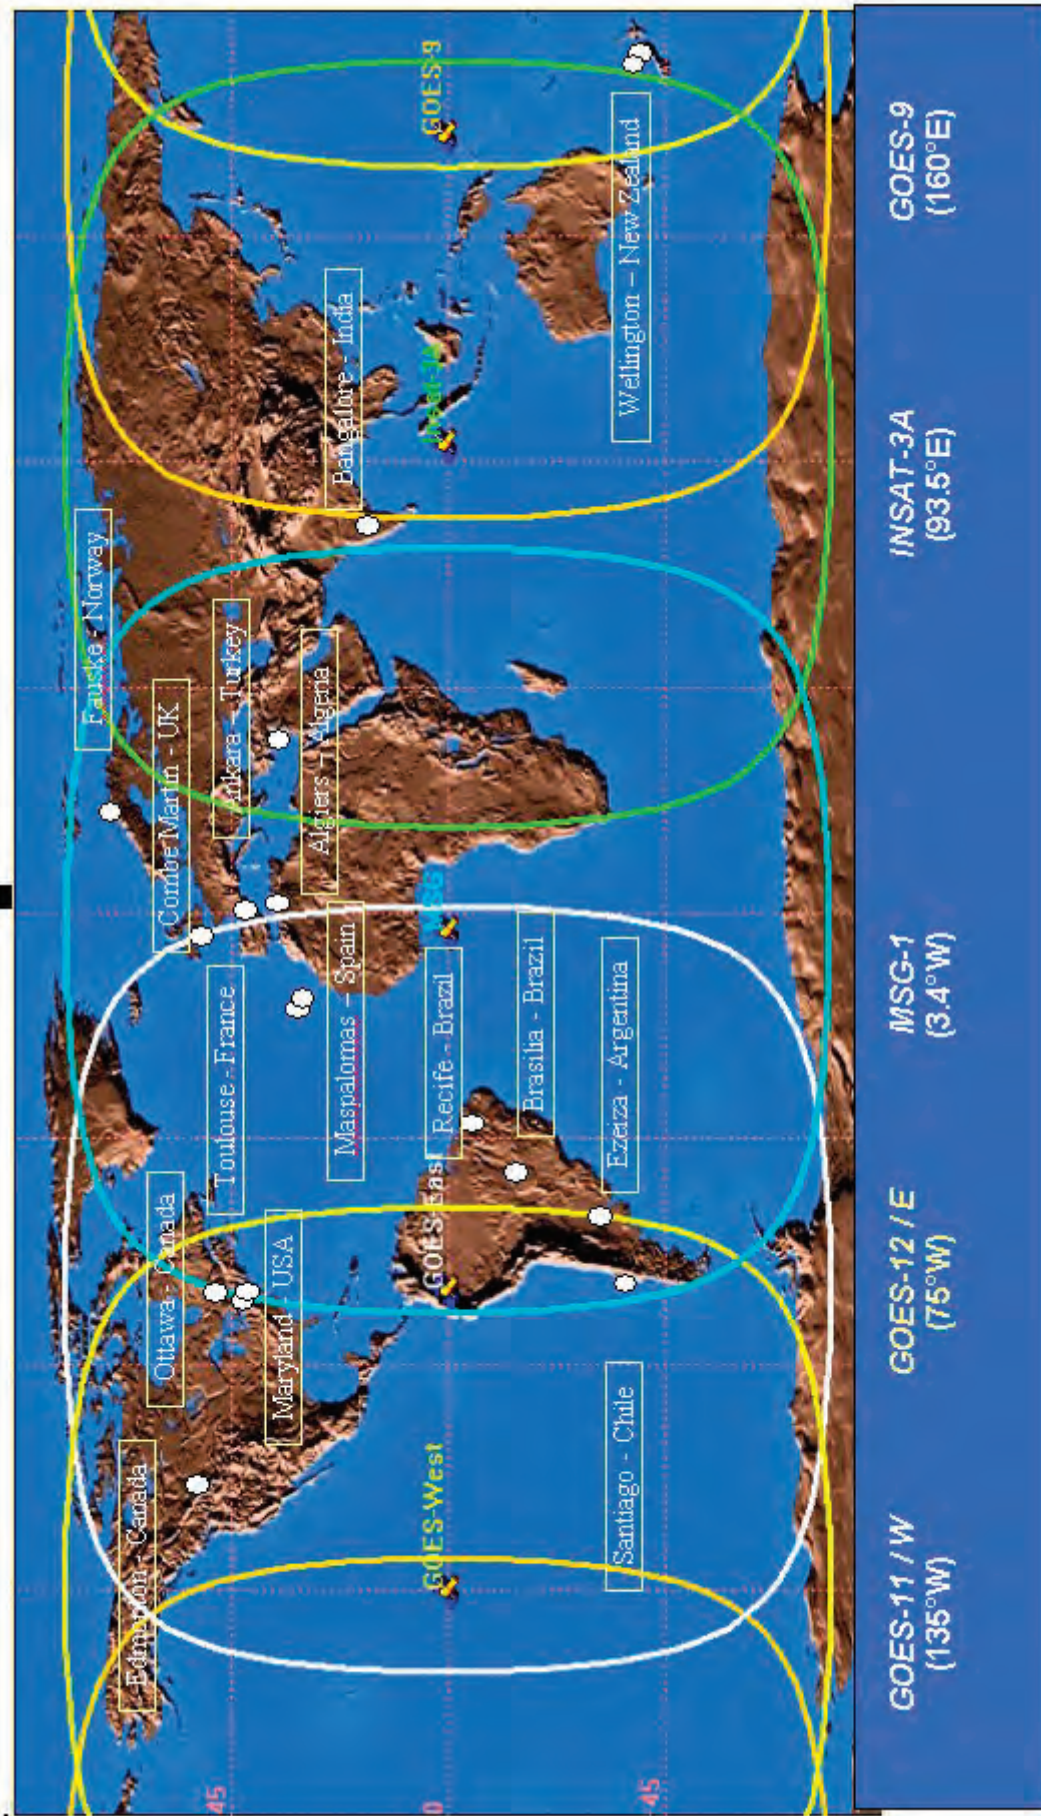 Edmonton - Canada
Ottawa - Canada
Maryland - USA
Toulouse - France
Maspalomas – Spain
Combe Martin - UK
Fauske - Norway
Ankara – Turkey
Algiers – Algeria
Bangalore - India
Recife - Brazil
Brasilia - Brazil
Ezeiza - Argentina
Santiago - Chile
Wellington – New Zealand
GOES-West
GOES-East
MSG
GOES-9
45
0
45
GOES-11 / W
(135°W)
GOES-12 / E
(75°W)
MSG-1
(3.4°W)
INSAT-3A
(93.5°E)
GOES-9
(160°E)